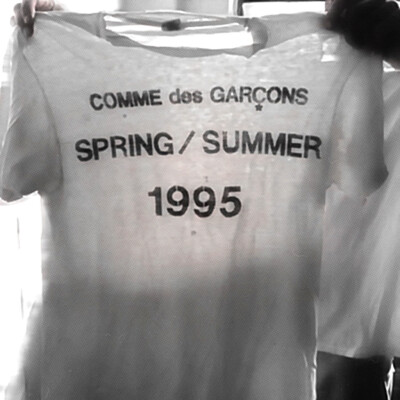 COMME des GARÇONS
SPRING / SUMMER
1995